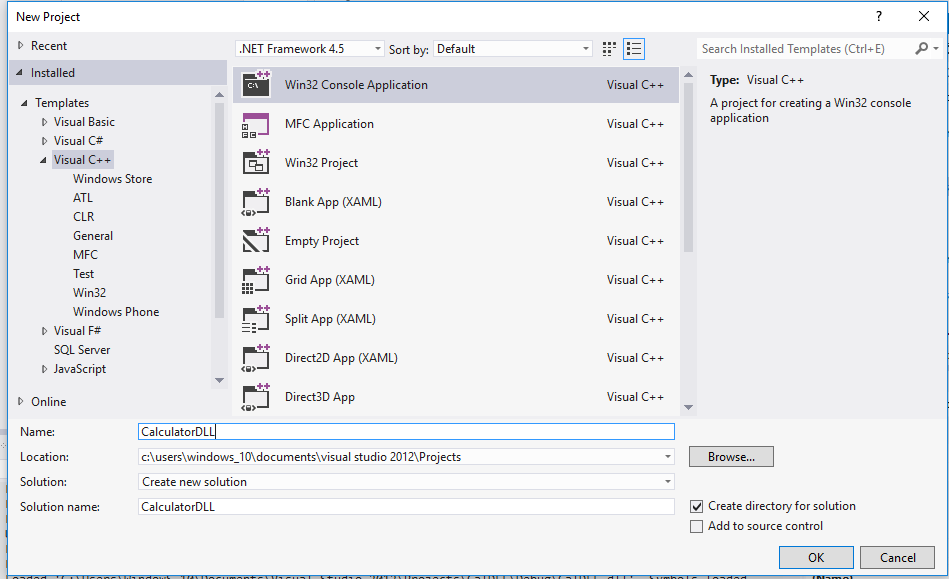 New Project
?
Recent
.NET Framework 4.5
Sort by: Default
Search Installed Templates (Ctrl+E)
Installed
Templates
Visual Basic
Visual C#
Visual C++
Windows Store
ATL
CLR
General
MFC
Test
Win32
Windows Phone
Visual F#
SQL Server
JavaScript
Online
Win32 Console Application Visual C++
MFC Application Visual C++
Win32 Project Visual C++
Blank App (XAML) Visual C++
Empty Project Visual C++
Grid App (XAML) Visual C++
Split App (XAML) Visual C++
Direct2D App (XAML) Visual C++
Direct3D App Visual C++
Type: Visual C++
A project for creating a Win32 console
application
Name: CalculatorDLL
Location: c:\users\windows_10\documents\visual studio 2012\Projects
Browse...
Solution: Create new solution
Solution name: CalculatorDLL
Create directory for solution
Add to source control
OK
Cancel